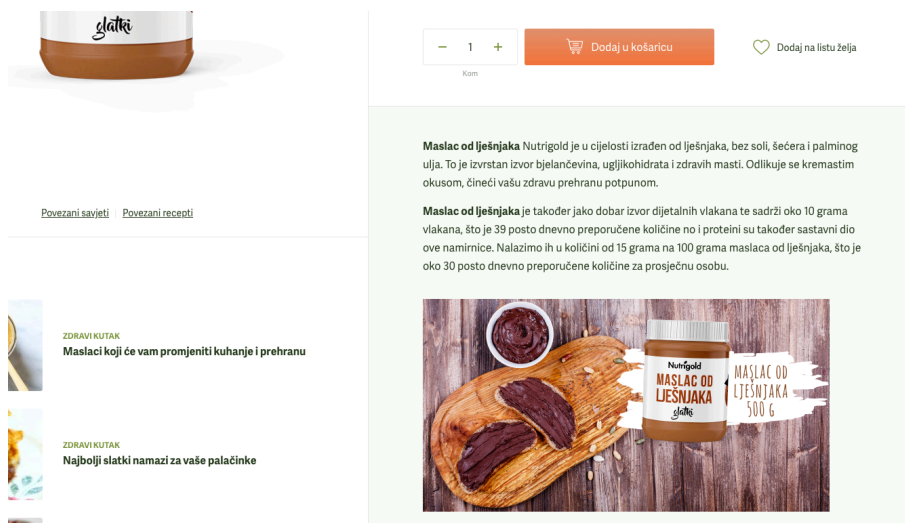 glatki
Povezani savjeti | Povezani recepti
ZDRAVI KUTAK
Maslaci koji će vam promjeniti kuhanje i prehranu
ZDRAVI KUTAK
Najbolji slatki namazi za vaše palačinke
− 1 +
Kom
Dodaj u košaricu
Dodaj na listu želja
Maslac od lješnjaka Nutrigold je u cijelosti izrađen od lješnjaka, bez soli, šećera i palminog
ulja. To je izvrstan izvor bjelančevina, ugljikohidrata i zdravih masti. Odlikuje se kremastim
okusom, čineći vašu zdravu prehranu potpunom.
Maslac od lješnjaka je također jako dobar izvor dijetalnih vlakana te sadrži oko 10 grama
vlakana, što je 39 posto dnevno preporučene količine no i proteini su također sastavni dio
ove namirnice. Nalazimo ih u količini od 15 grama na 100 grama maslaca od lješnjaka, što je
oko 30 posto dnevno preporučene količine za prosječnu osobu.
Nutrigold
MASLAC OD
LJEŠNJAKA
glatki
MASLAC OD
LJEŠNJAKA
500 g